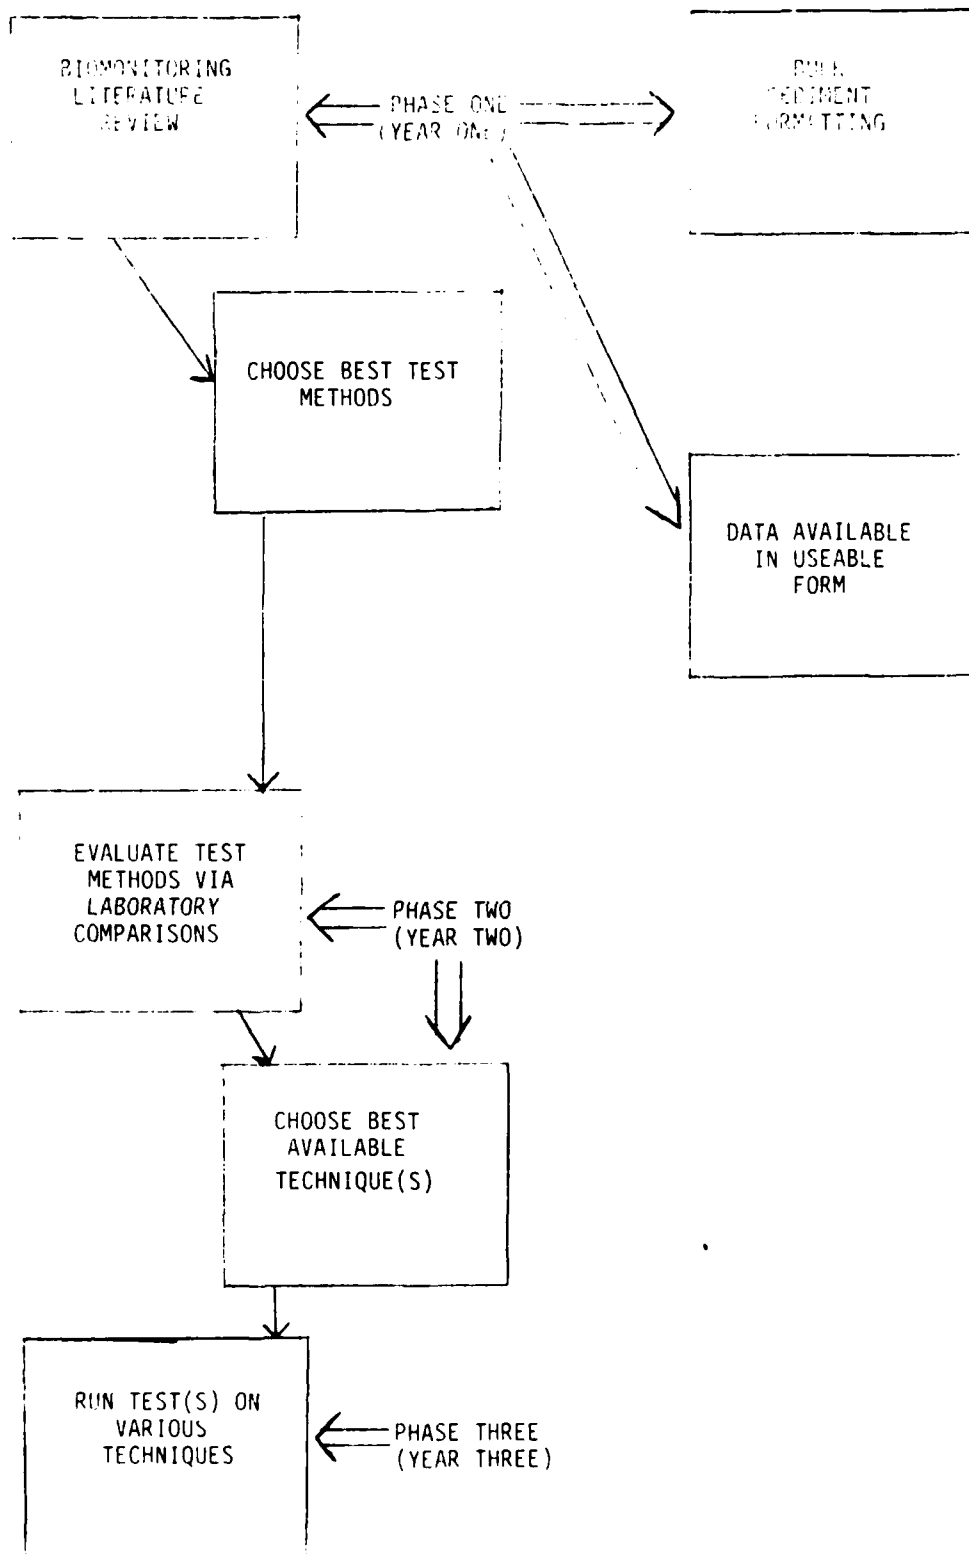 BIOMONITORING
LITERATURE
REVIEW
PHASE ONE
(YEAR ONE)
BULK
SEDIMENT
FORMATTING
CHOOSE BEST TEST
METHODS
DATA AVAILABLE
IN USEABLE
FORM
EVALUATE TEST
METHODS VIA
LABORATORY
COMPARISONS
PHASE TWO
(YEAR TWO)
CHOOSE BEST
AVAILABLE
TECHNIQUE(S)
RUN TEST(S) ON
VARIOUS
TECHNIQUES
PHASE THREE
(YEAR THREE)